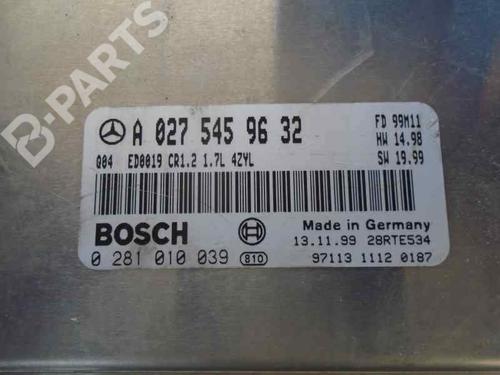 B-PARTS
A 027 545 96 32
FD 99M11
HW 14.98
Q04 ED0019 CR1.2 1.7L 4ZYL
SW 19.99
BOSCH
Made in Germany
13.11.99 28RTE534
0 281 010 039 810
97113 1112 0187